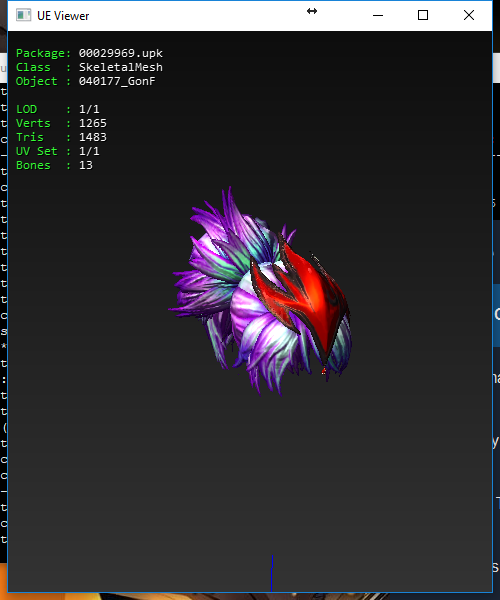 UE Viewer
Package: 00029969.upk
Class : SkeletalMesh
Object : 040177_GonF
LOD : 1/1
Verts : 1265
Tris : 1483
UV Set : 1/1
Bones : 13